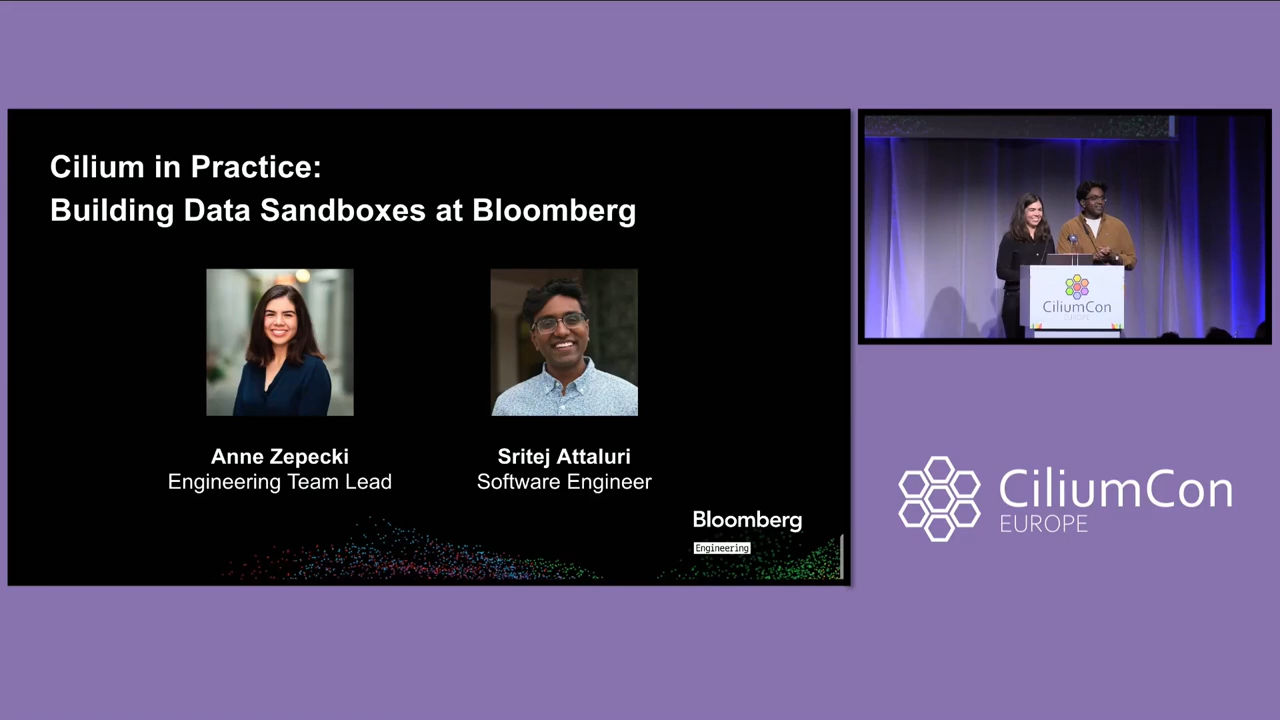 Cilium in Practice:
Building Data Sandboxes at Bloomberg
Anne Zepecki
Engineering Team Lead
Sritej Attaluri
Software Engineer
Bloomberg
Engineering
CiliumCon
EUROPE
CiliumCon
EUROPE